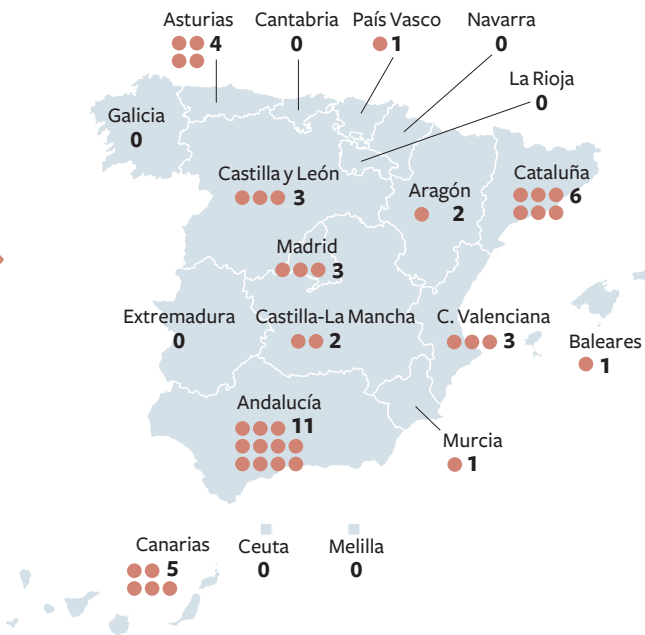 Asturias
4
Cantabria
0
País Vasco
1
Navarra
0
La Rioja
0
Galicia
0
Castilla y León
3
Aragón
2
Cataluña
6
Madrid
3
Extremadura
0
Castilla-La Mancha
2
C. Valenciana
3
Baleares
1
Andalucía
11
Murcia
1
Canarias
5
Ceuta
0
Melilla
0